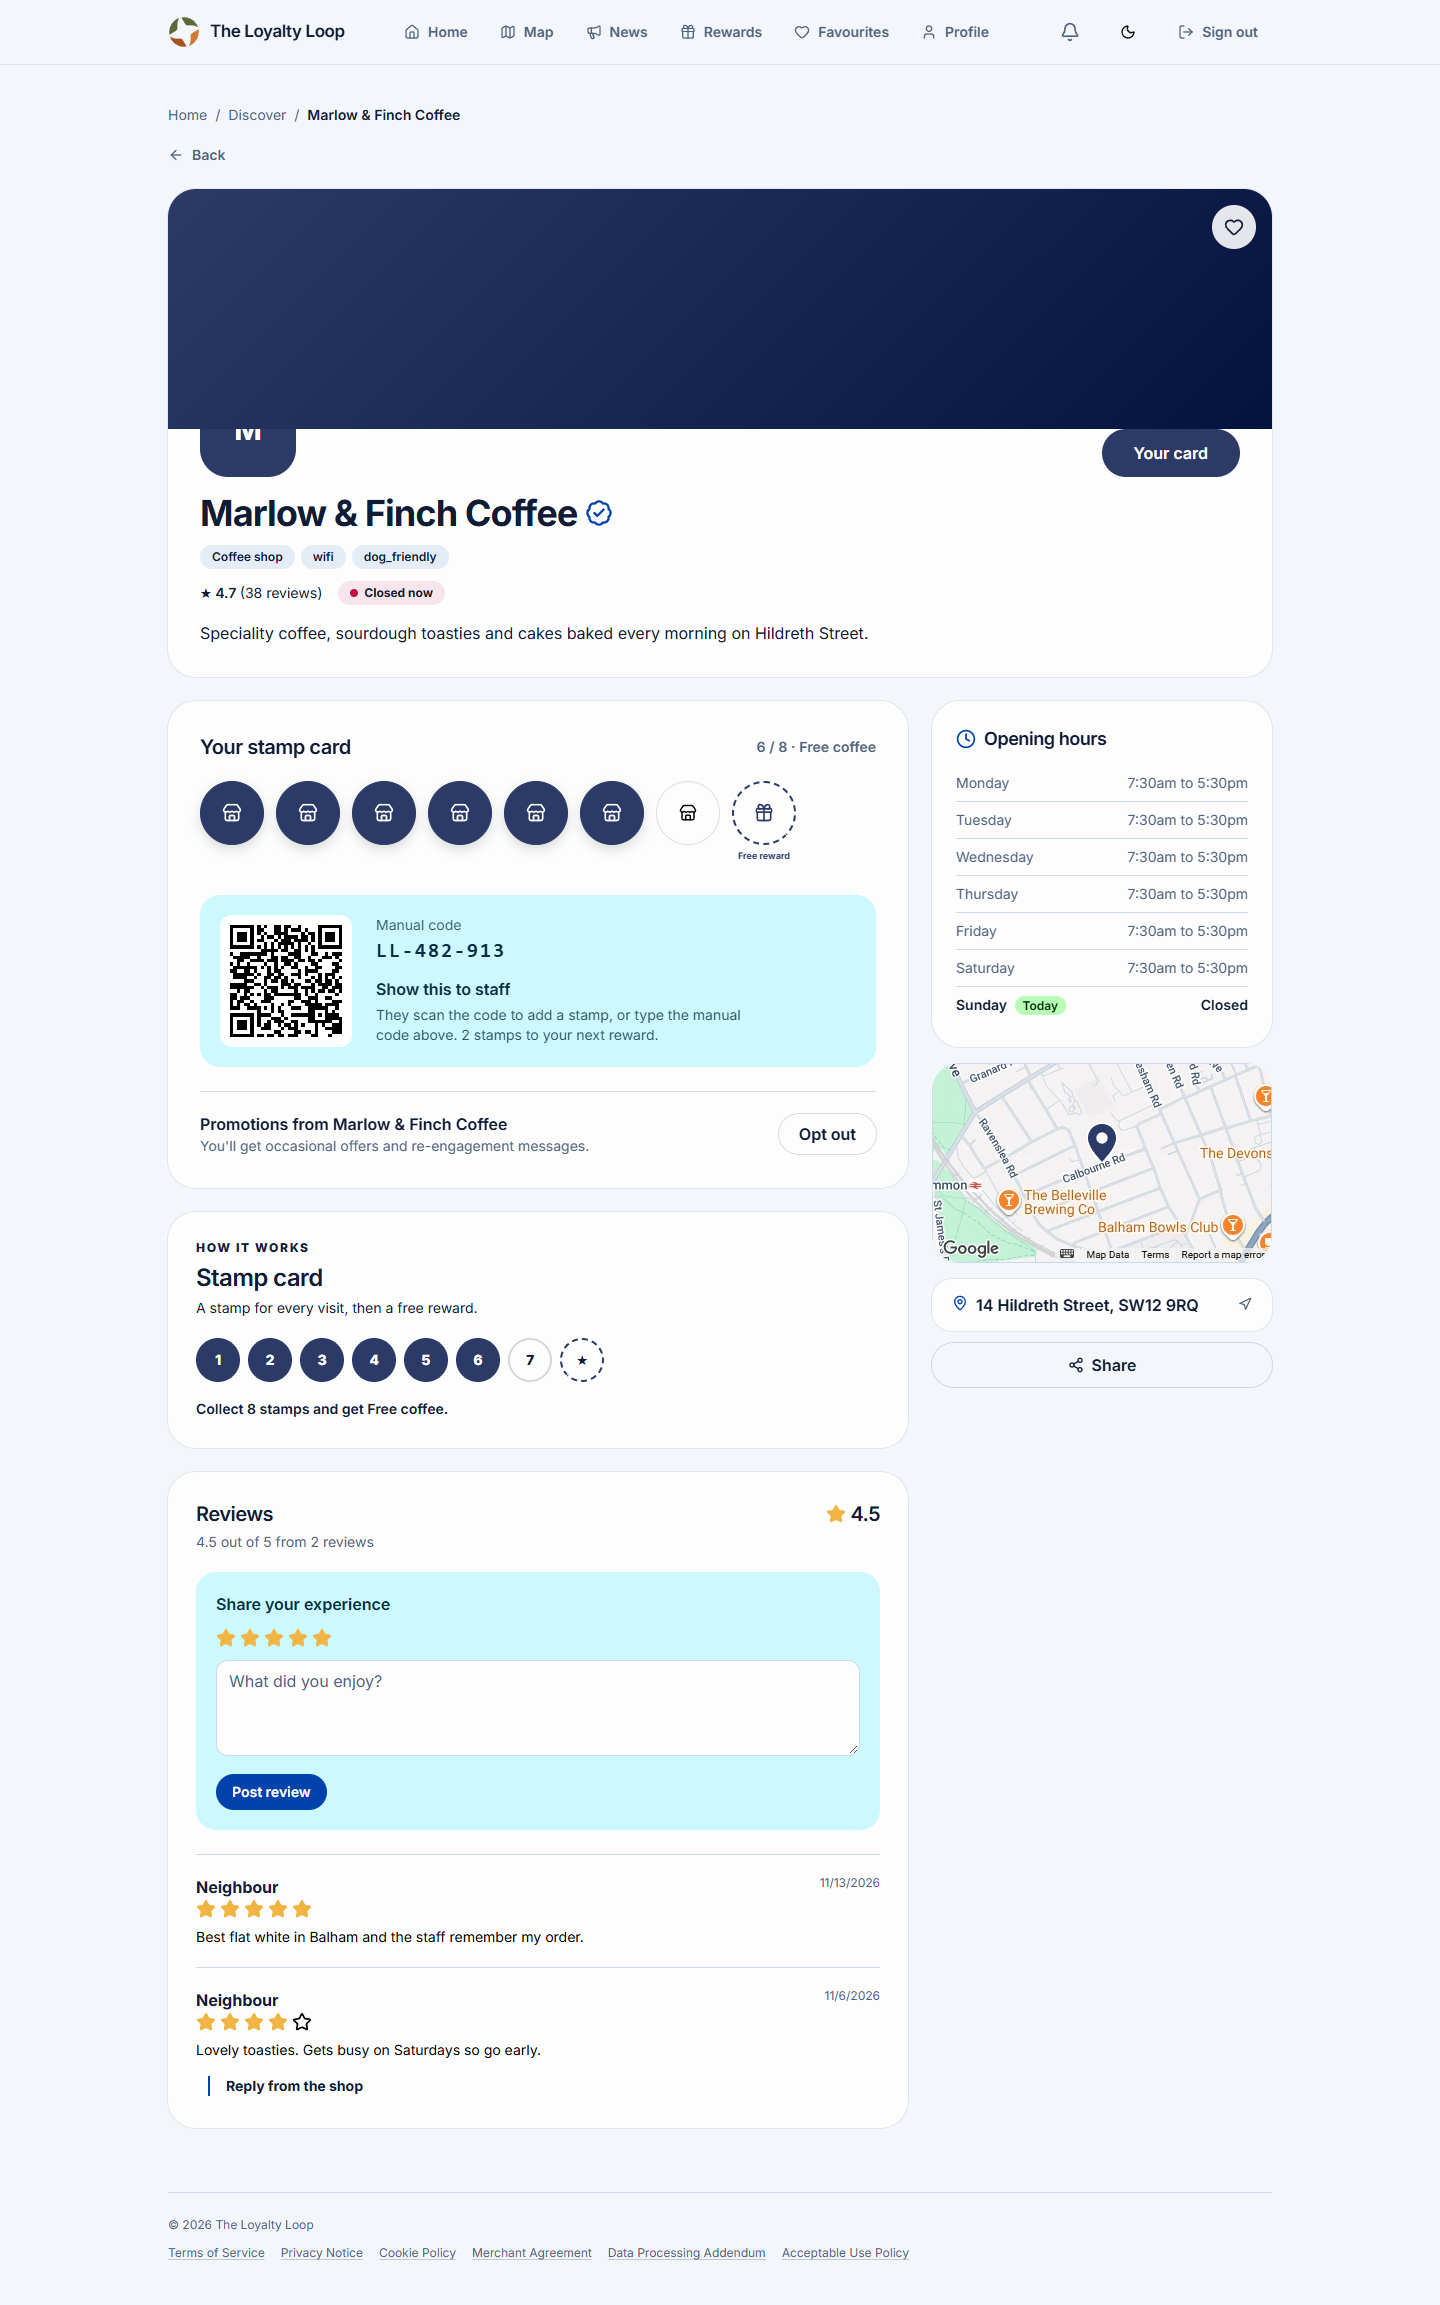 The Loyalty Loop
Home
Map
News
Rewards
Favourites
Profile
Sign out
Home / Discover / Marlow & Finch Coffee
Back
M
Your card
Marlow & Finch Coffee
Coffee shop
wifi
dog_friendly
★ 4.7 (38 reviews)
Closed now
Speciality coffee, sourdough toasties and cakes baked every morning on Hildreth Street.
Your stamp card
6 / 8 · Free coffee
Free reward
Manual code
LL-482-913
Show this to staff
They scan the code to add a stamp, or type the manual
code above. 2 stamps to your next reward.
Promotions from Marlow & Finch Coffee
You'll get occasional offers and re-engagement messages.
Opt out
HOW IT WORKS
Stamp card
A stamp for every visit, then a free reward.
1 2 3 4 5 6 7 ★
Collect 8 stamps and get Free coffee.
Reviews
4.5
4.5 out of 5 from 2 reviews
Share your experience
What did you enjoy?
Post review
Neighbour
11/13/2026
Best flat white in Balham and the staff remember my order.
Neighbour
11/6/2026
Lovely toasties. Gets busy on Saturdays so go early.
Reply from the shop
Opening hours
Monday 7:30am to 5:30pm
Tuesday 7:30am to 5:30pm
Wednesday 7:30am to 5:30pm
Thursday 7:30am to 5:30pm
Friday 7:30am to 5:30pm
Saturday 7:30am to 5:30pm
Sunday Today Closed
Granard
esham Rd
en Rd
d Rd
Ravenslea Rd
Calbourne Rd
The Devons
mmon
The Belleville
Brewing Co
Balham Bowls Club
St James's
Google
Map Data
Terms
Report a map error
14 Hildreth Street, SW12 9RQ
Share
© 2026 The Loyalty Loop
Terms of Service
Privacy Notice
Cookie Policy
Merchant Agreement
Data Processing Addendum
Acceptable Use Policy